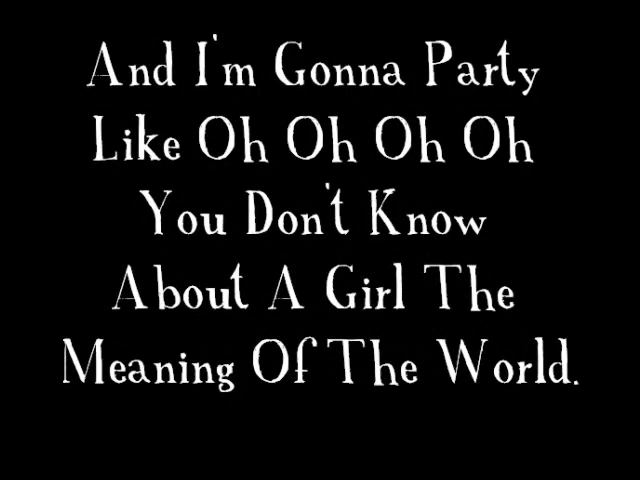 And I'm Gonna Party
Like Oh Oh Oh Oh
You Don't Know
About A Girl The
Meaning Of The World.